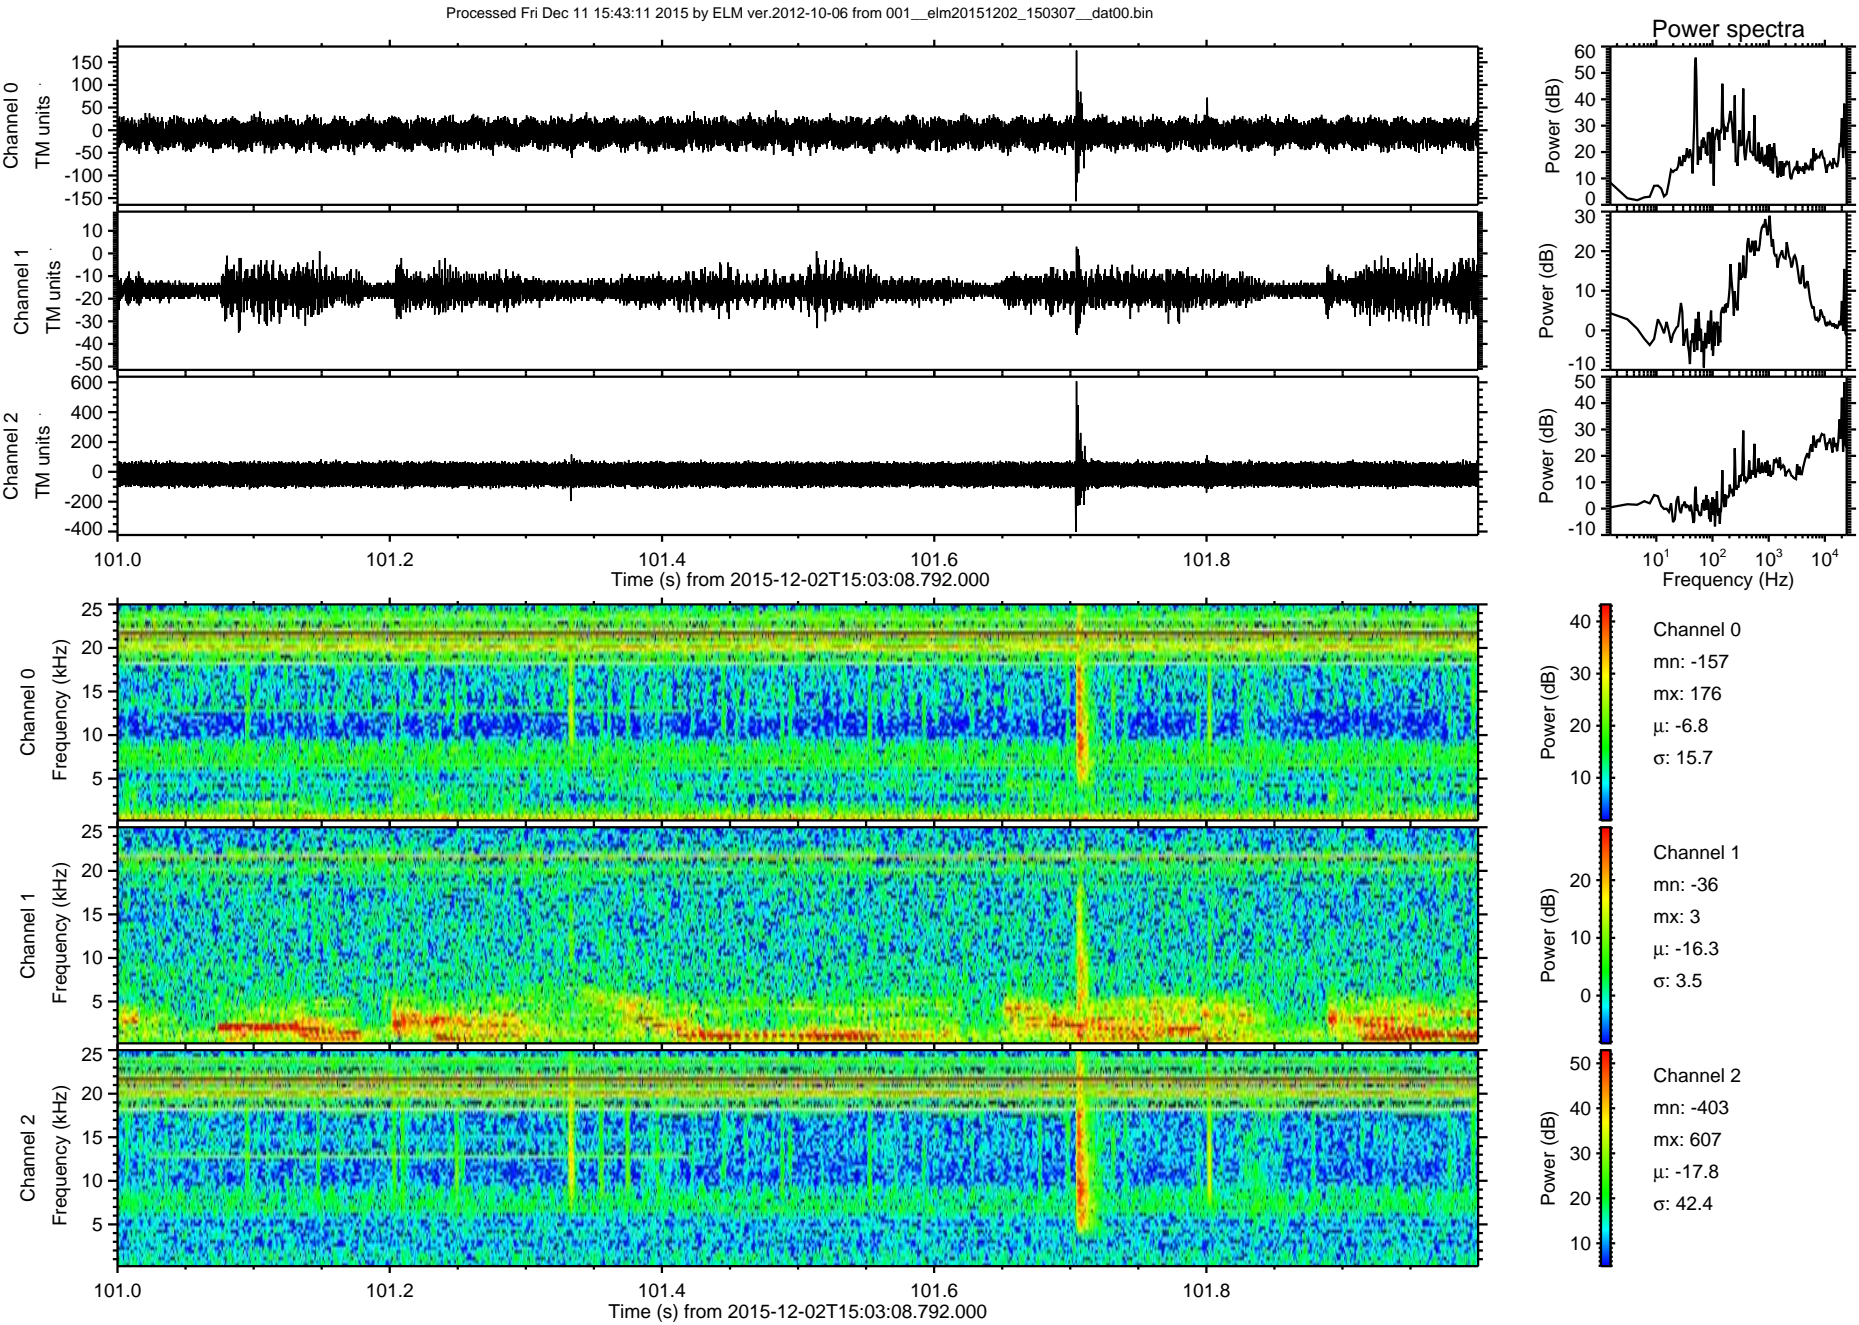 Processed Fri Dec 11 15:43:11 2015 by ELM ver.2012-10-06 from 001__elm20151202_150307__dat00.bin
Power spectra
Channel 0
TM units
150
100
50
0
-50
-100
-150
Power (dB)
60
50
40
30
20
10
0
Channel 1
TM units
10
0
-10
-20
-30
-40
-50
Power (dB)
30
20
10
0
-10
Channel 2
TM units
600
400
200
0
-200
-400
Power (dB)
50
40
30
20
10
0
-10
101.0 101.2 101.4 101.6 101.8
Time (s) from 2015-12-02T15:03:08.792.000
10^1 10^2 10^3 10^4
Frequency (Hz)
Channel 0
Frequency (kHz)
25
20
15
10
5
Power (dB)
40
30
20
10
Channel 0
mn: -157
mx: 176
μ: -6.8
σ: 15.7
Channel 1
Frequency (kHz)
25
20
15
10
5
Power (dB)
20
10
0
Channel 1
mn: -36
mx: 3
μ: -16.3
σ: 3.5
Channel 2
Frequency (kHz)
25
20
15
10
5
Power (dB)
50
40
30
20
10
Channel 2
mn: -403
mx: 607
μ: -17.8
σ: 42.4
101.0 101.2 101.4 101.6 101.8
Time (s) from 2015-12-02T15:03:08.792.000